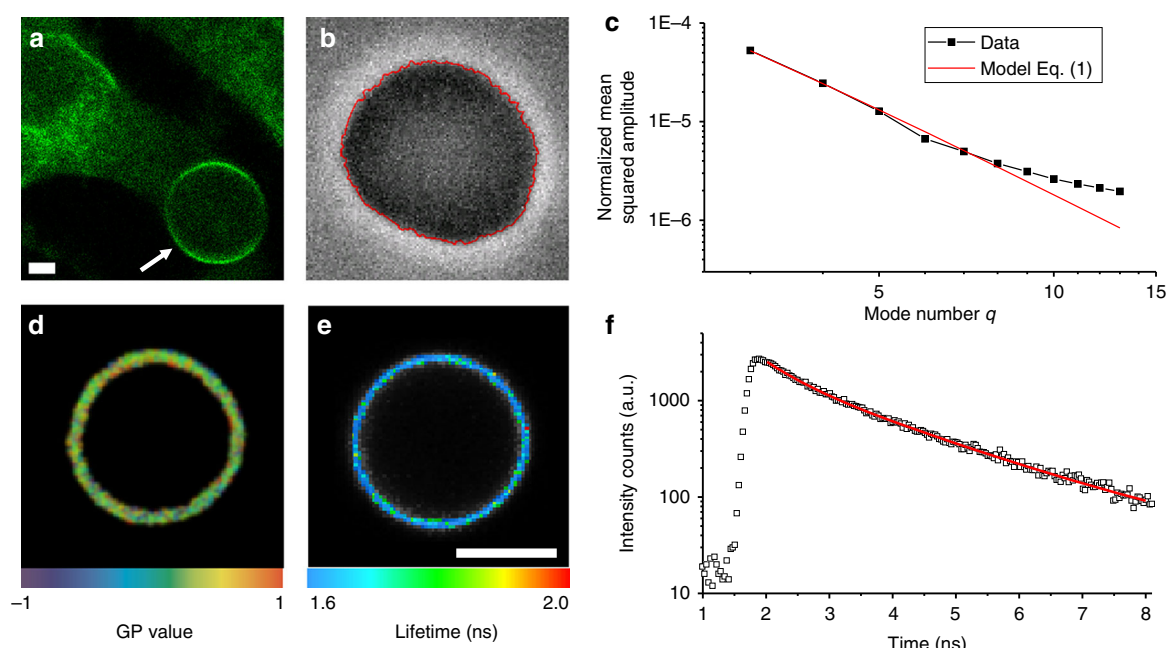 a
b
c
1E-4
1E-5
1E-6
Normalized mean
squared amplitude
Data
Model Eq. (1)
5
10
15
Mode number q
d
e
–1
1
GP value
1.6
2.0
Lifetime (ns)
f
1000
100
10
Intensity counts (a.u.)
1
2
3
4
5
6
7
8
Time (ns)